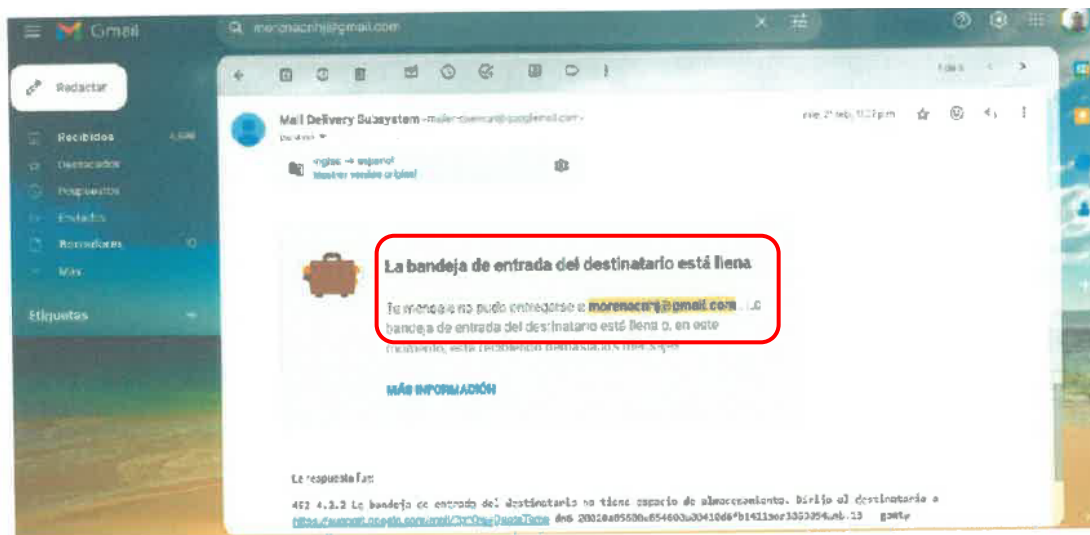 Gmail
Redactar
Mail Delivery Subsystem
Recibidos
Destacados
Pospuestos
inglés → español
Mostrar versión original
Enviados
Borradores
Más
La bandeja de entrada del destinatario está llena
Tu mensaje no pudo entregarse a morenacnhj@gmail.com. La
bandeja de entrada del destinatario está llena o, en este
momento, está recibiendo demasiados mensajes
Etiquetas
MÁS INFORMACIÓN
La respuesta fue:
452 4.2.2 La bandeja de entrada del destinatario no tiene espacio de almacenamiento. Dirija al destinatario a